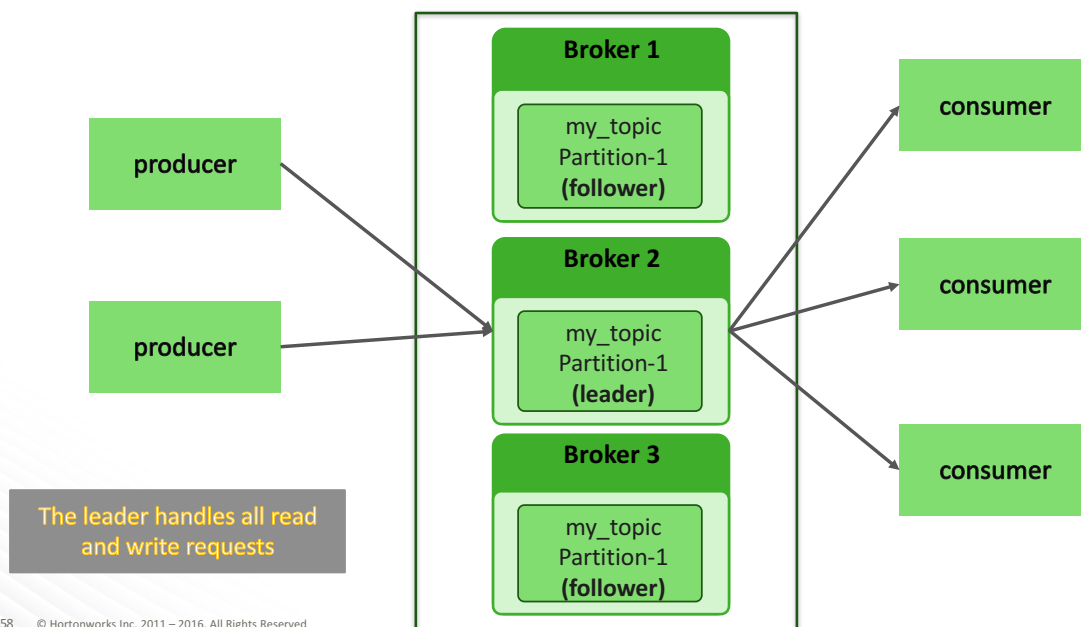 Broker 1
my_topic
Partition-1
(follower)
producer
producer
Broker 2
my_topic
Partition-1
(leader)
Broker 3
my_topic
Partition-1
(follower)
consumer
consumer
consumer
The leader handles all read
and write requests
58 © Hortonworks Inc. 2011 – 2016. All Rights Reserved